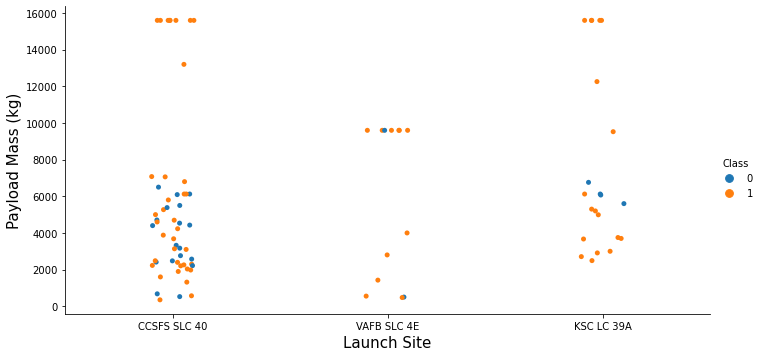 16000
14000
12000
10000
8000
6000
4000
2000
0
Payload Mass (kg)
CCSFS SLC 40
VAFB SLC 4E
KSC LC 39A
Launch Site
Class
0
1